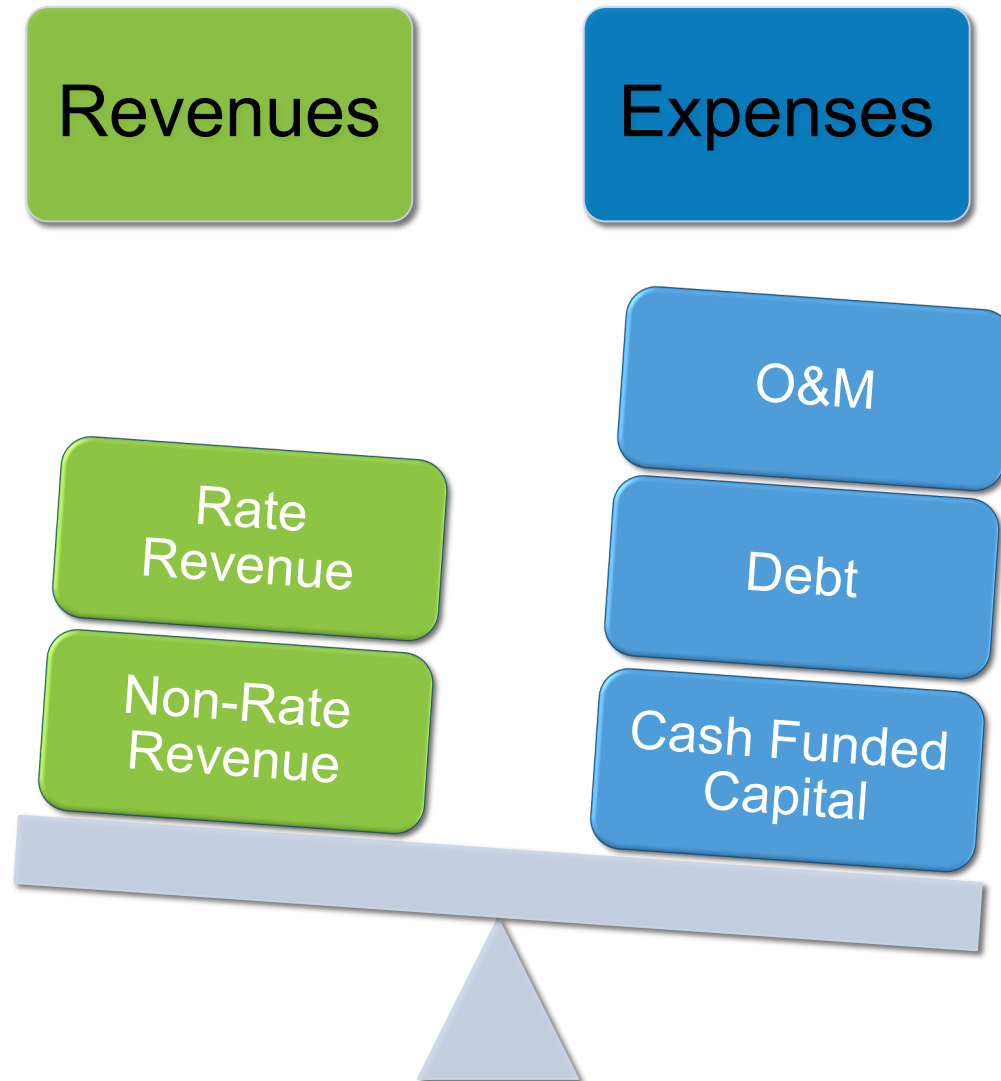 Revenues
Expenses
Rate
Revenue
Non-Rate
Revenue
O&M
Debt
Cash Funded
Capital